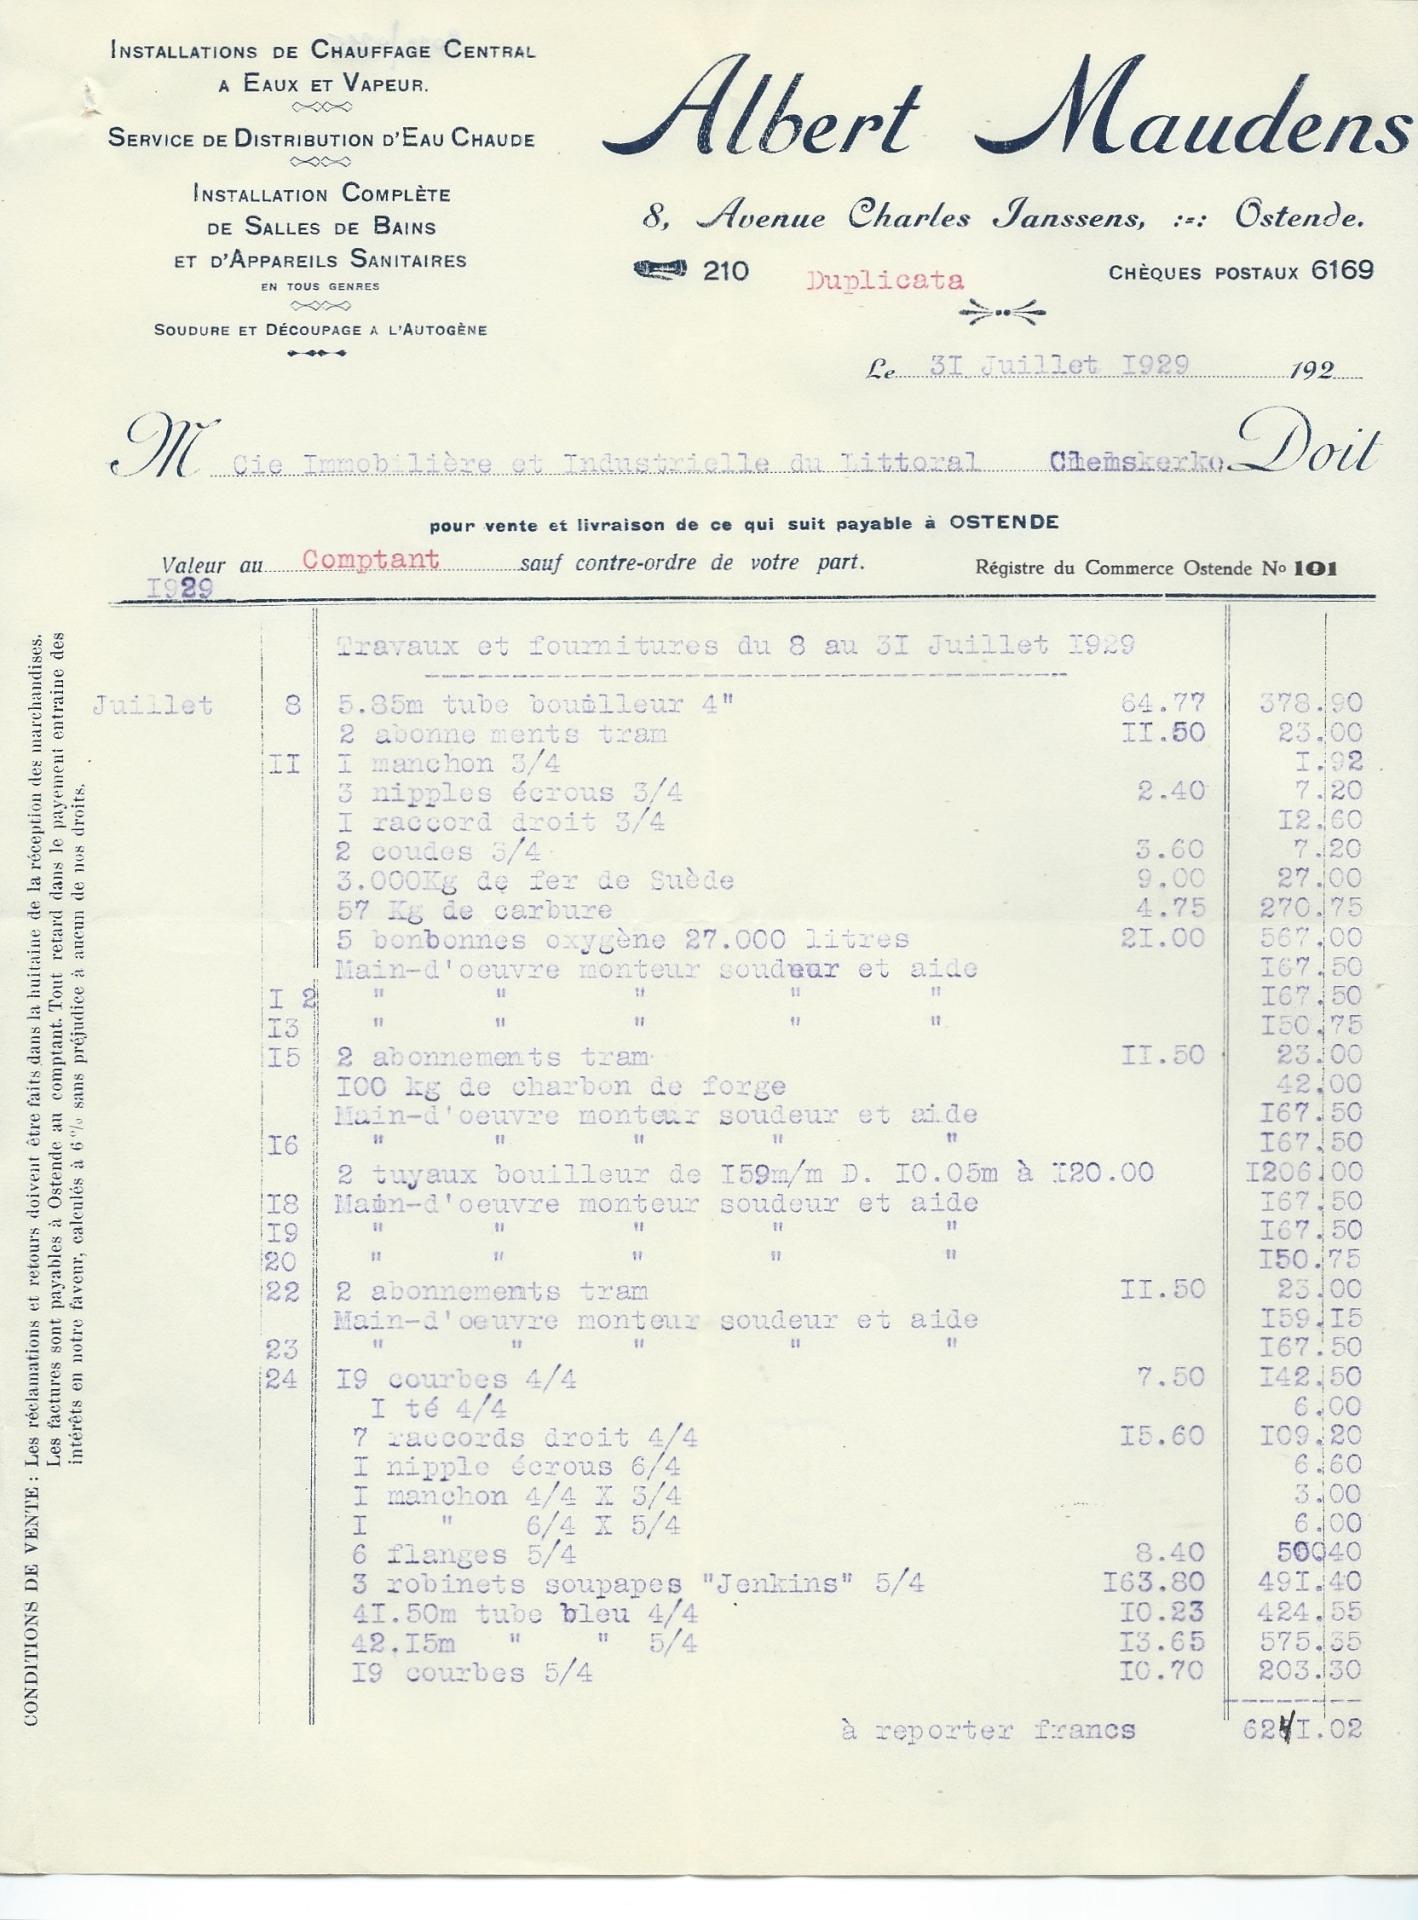 Installations de Chauffage Central
a Eaux et Vapeur.
Service de Distribution d'Eau Chaude
Installation Complète
de Salles de Bains
et d'Appareils Sanitaires
en tous genres
Soudure et Découpage a l'Autogène
Albert Maudens
8, Avenue Charles Janssens, :-: Ostende.
210 Duplicata Chèques postaux 6169
Le 3I Juillet I929 192
M Cie Immobilière et Industrielle du Littoral Clemskerke Doit
pour vente et livraison de ce qui suit payable à OSTENDE
Valeur au Comptant sauf contre-ordre de votre part. Régistre du Commerce Ostende No 101
I929
Travaux et fournitures du 8 au 3I Juillet I929
Juillet 8 5.85m tube bouilleur 4" 64.77 378.90
2 abonne ments tram II.50 23.00
II I manchon 3/4 I.92
3 nipples écrous 3/4 2.40 7.20
I raccord droit 3/4 I2.60
2 coudes 3/4 3.60 7.20
3.000Kg de fer de Suède 9.00 27.00
57 Kg de carbure 4.75 270.75
5 bonbonnes oxygène 27.000 litres 2I.00 567.00
Main-d'oeuvre monteur soudeur et aide I67.50
I 2 " " " " " I67.50
I3 " " " " " I50.75
I5 2 abonnements tram II.50 23.00
I00 kg de charbon de forge 42.00
Main-d'oeuvre monteur soudeur et aide I67.50
I6 " " " " " I67.50
2 tuyaux bouilleur de I59m/m D. I0.05m à I20.00 I206.00
I8 Main-d'oeuvre monteur soudeur et aide I67.50
I9 " " " " " I67.50
20 " " " " " I50.75
22 2 abonnements tram II.50 23.00
Main-d'oeuvre monteur soudeur et aide I59.I5
23 " " " " " I67.50
24 I9 courbes 4/4 7.50 I42.50
I té 4/4 6.00
7 raccords droit 4/4 I5.60 I09.20
I nipple écrous 6/4 6.60
I manchon 4/4 X 3/4 3.00
I " 6/4 X 5/4 6.00
6 flanges 5/4 8.40 50040
3 robinets soupapes "Jenkins" 5/4 I63.80 49I.40
4I.50m tube bleu 4/4 I0.23 424.55
42.I5m " " 5/4 I3.65 575.35
I9 courbes 5/4 I0.70 203.30
à reporter francs 624I.02
CONDITIONS DE VENTE: Les réclamations et retours doivent être faits dans la huitaine de la réception des marchandises.
Les factures sont payables à Ostende au comptant. Tout retard dans le payement entraine des
intérêts en notre faveur, calculés à 6 % sans préjudice à aucun de nos droits.